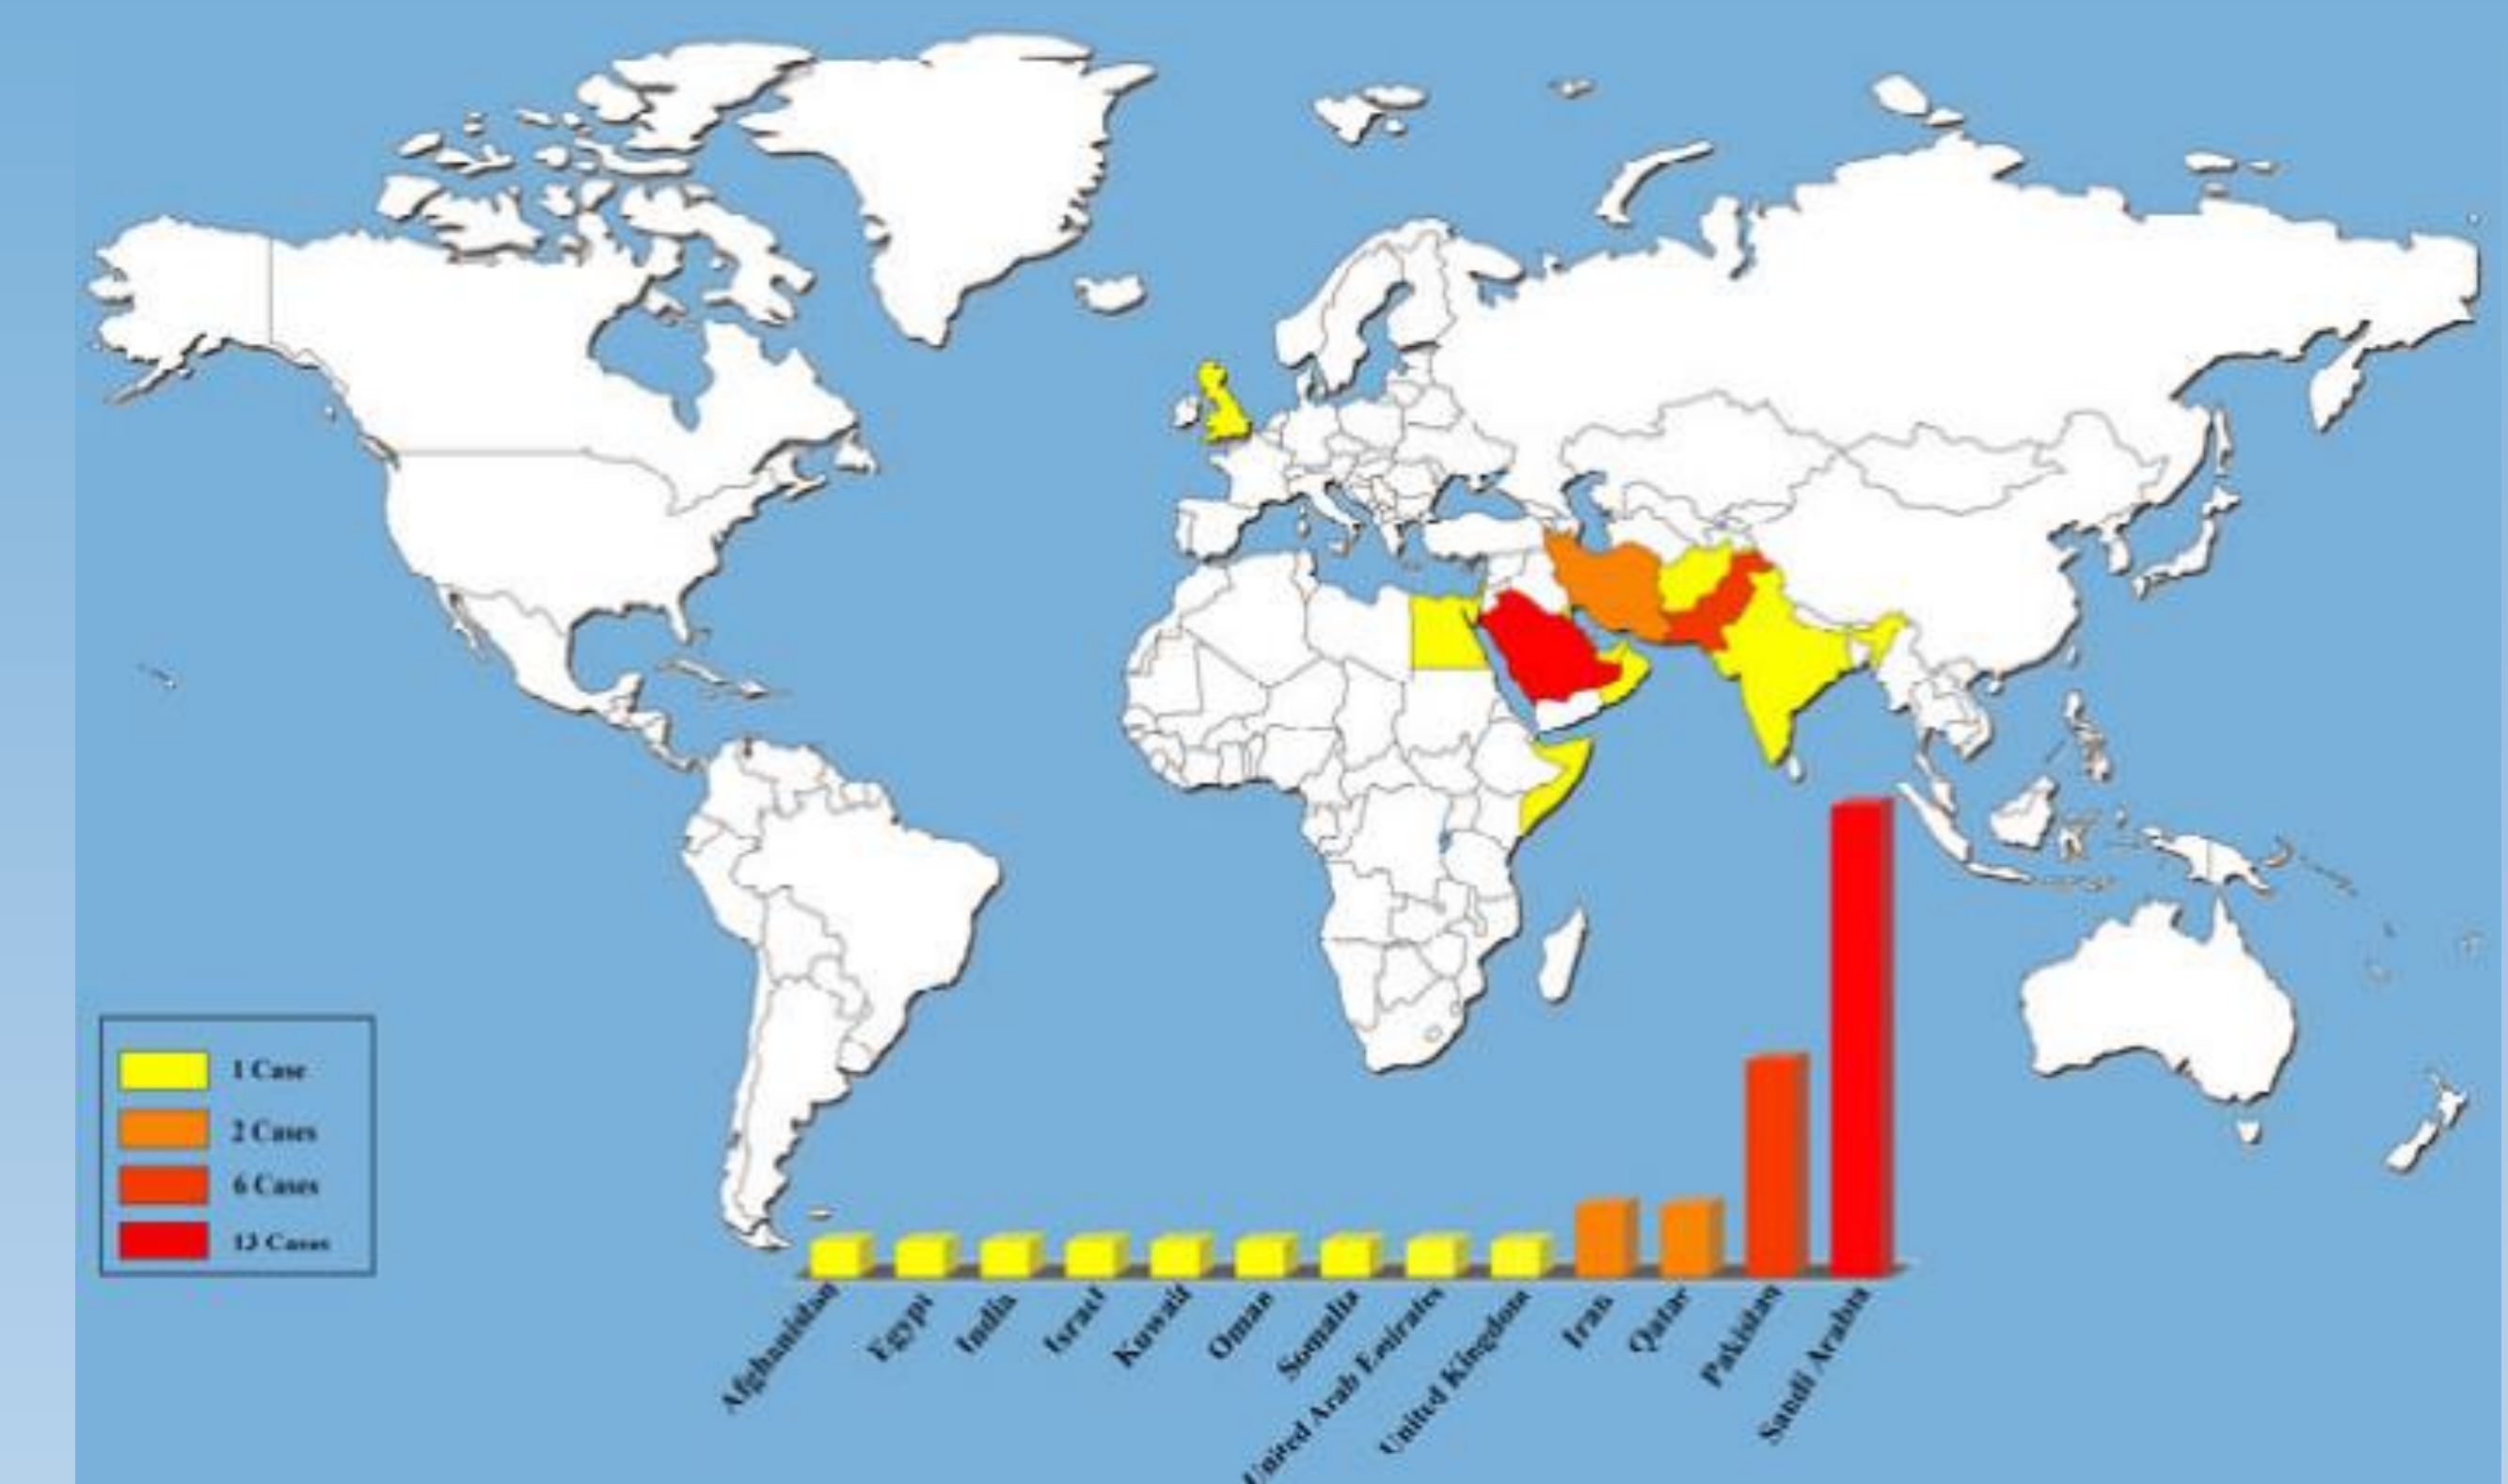 1 Case
2 Cases
6 Cases
13 Cases
Afghanistan
Egypt
India
Israel
Kuwait
Oman
Somalia
United Arab Emirates
United Kingdom
Iran
Qatar
Pakistan
Saudi Arabia